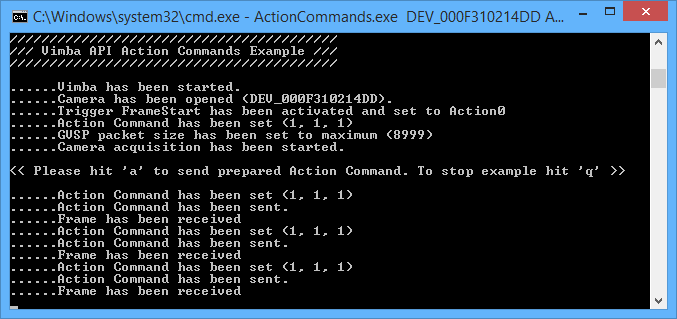 C:\Windows\system32\cmd.exe - ActionCommands.exe  DEV_000F310214DD A...
/////////////////////////////////////////
/// Vimba API Action Commands Example ///
/////////////////////////////////////////
......Vimba has been started.
......Camera has been opened (DEV_000F310214DD).
......Trigger FrameStart has been activated and set to Action0
......Action Command has been set (1, 1, 1)
......GVSP packet size has been set to maximum (8999)
......Camera acquisition has been started.
<< Please hit 'a' to send prepared Action Command. To stop example hit 'q' >>
......Action Command has been set (1, 1, 1)
......Action Command has been sent.
......Frame has been received
......Action Command has been set (1, 1, 1)
......Action Command has been sent.
......Frame has been received
......Action Command has been set (1, 1, 1)
......Action Command has been sent.
......Frame has been received